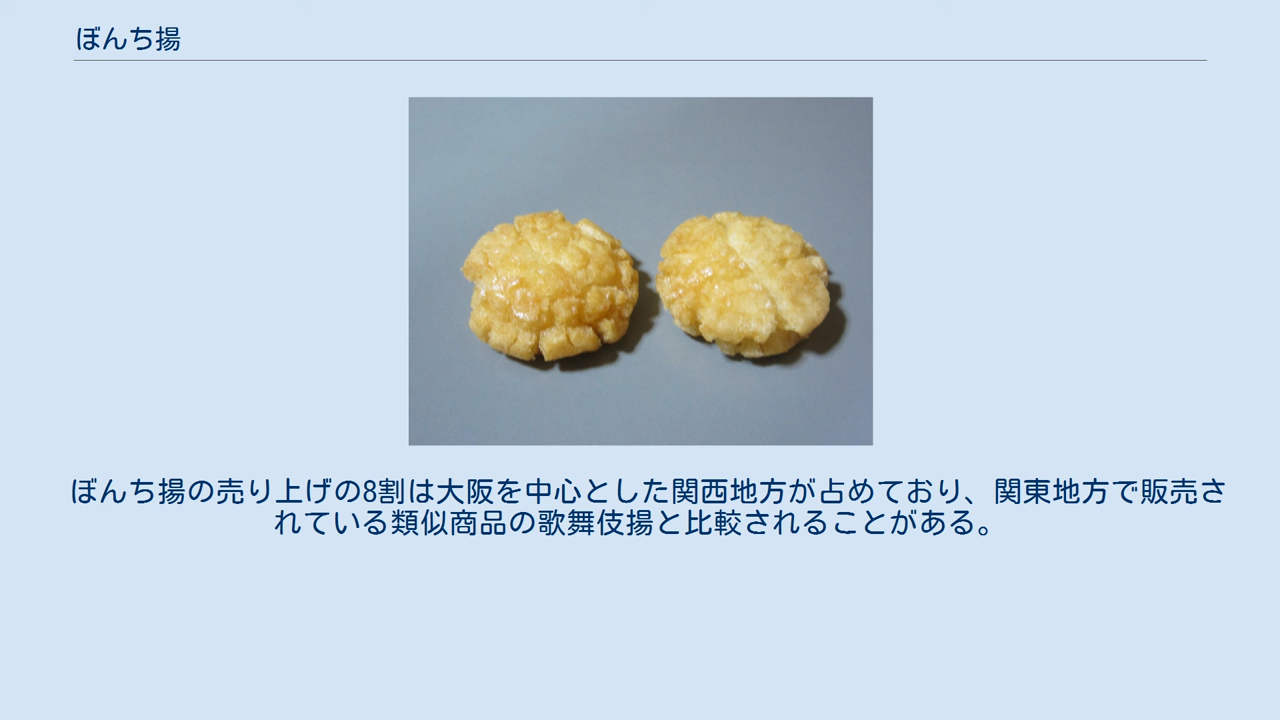 ぼんち揚
ぼんち揚の売り上げの8割は大阪を中心とした関西地方が占めており、関東地方で販売さ
れている類似商品の歌舞伎揚と比較されることがある。